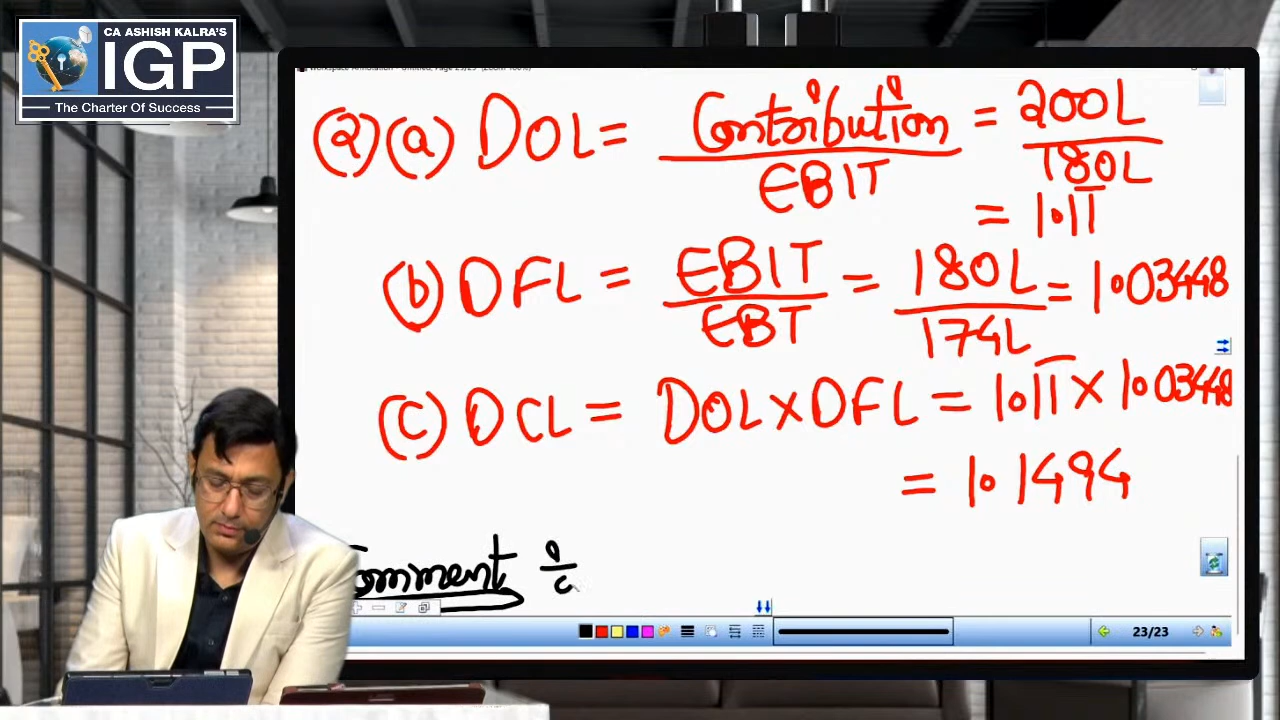 CA ASHISH KALRA'S
IGP
The Charter Of Success
(2) (a) DOL = Contribution / EBIT = 200L / 180L
= 1.11
(b) DFL = EBIT / EBT = 180L / 174L = 1.03448
(c) DCL = DOL × DFL = 1.11 × 1.03448
= 1.1494
Comment ÷
23/23